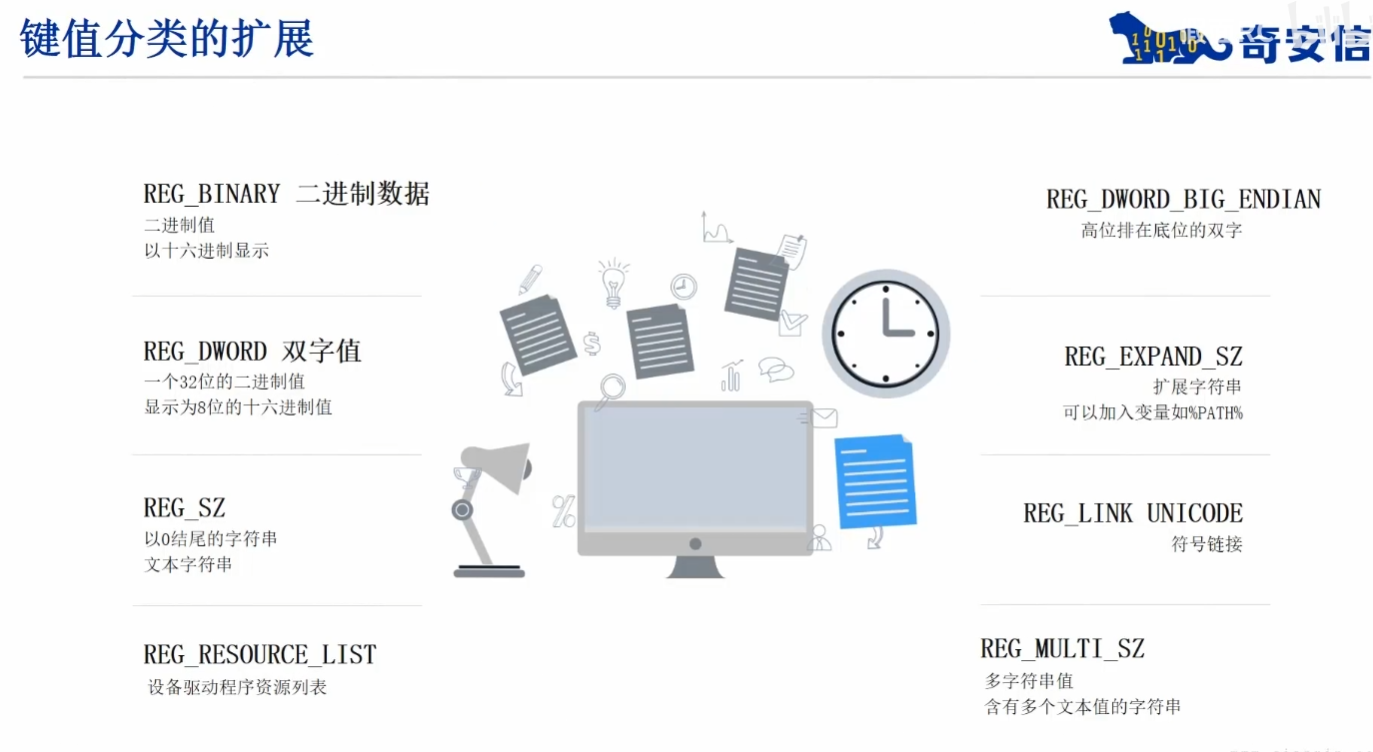 键值分类的扩展
奇安信
REG_BINARY 二进制数据
二进制值
以十六进制显示
REG_DWORD 双字值
一个32位的二进制值
显示为8位的十六进制值
REG_SZ
以0结尾的字符串
文本字符串
REG_RESOURCE_LIST
设备驱动程序资源列表
REG_DWORD_BIG_ENDIAN
高位排在底位的双字
REG_EXPAND_SZ
扩展字符串
可以加入变量如%PATH%
REG_LINK UNICODE
符号链接
REG_MULTI_SZ
多字符串值
含有多个文本值的字符串